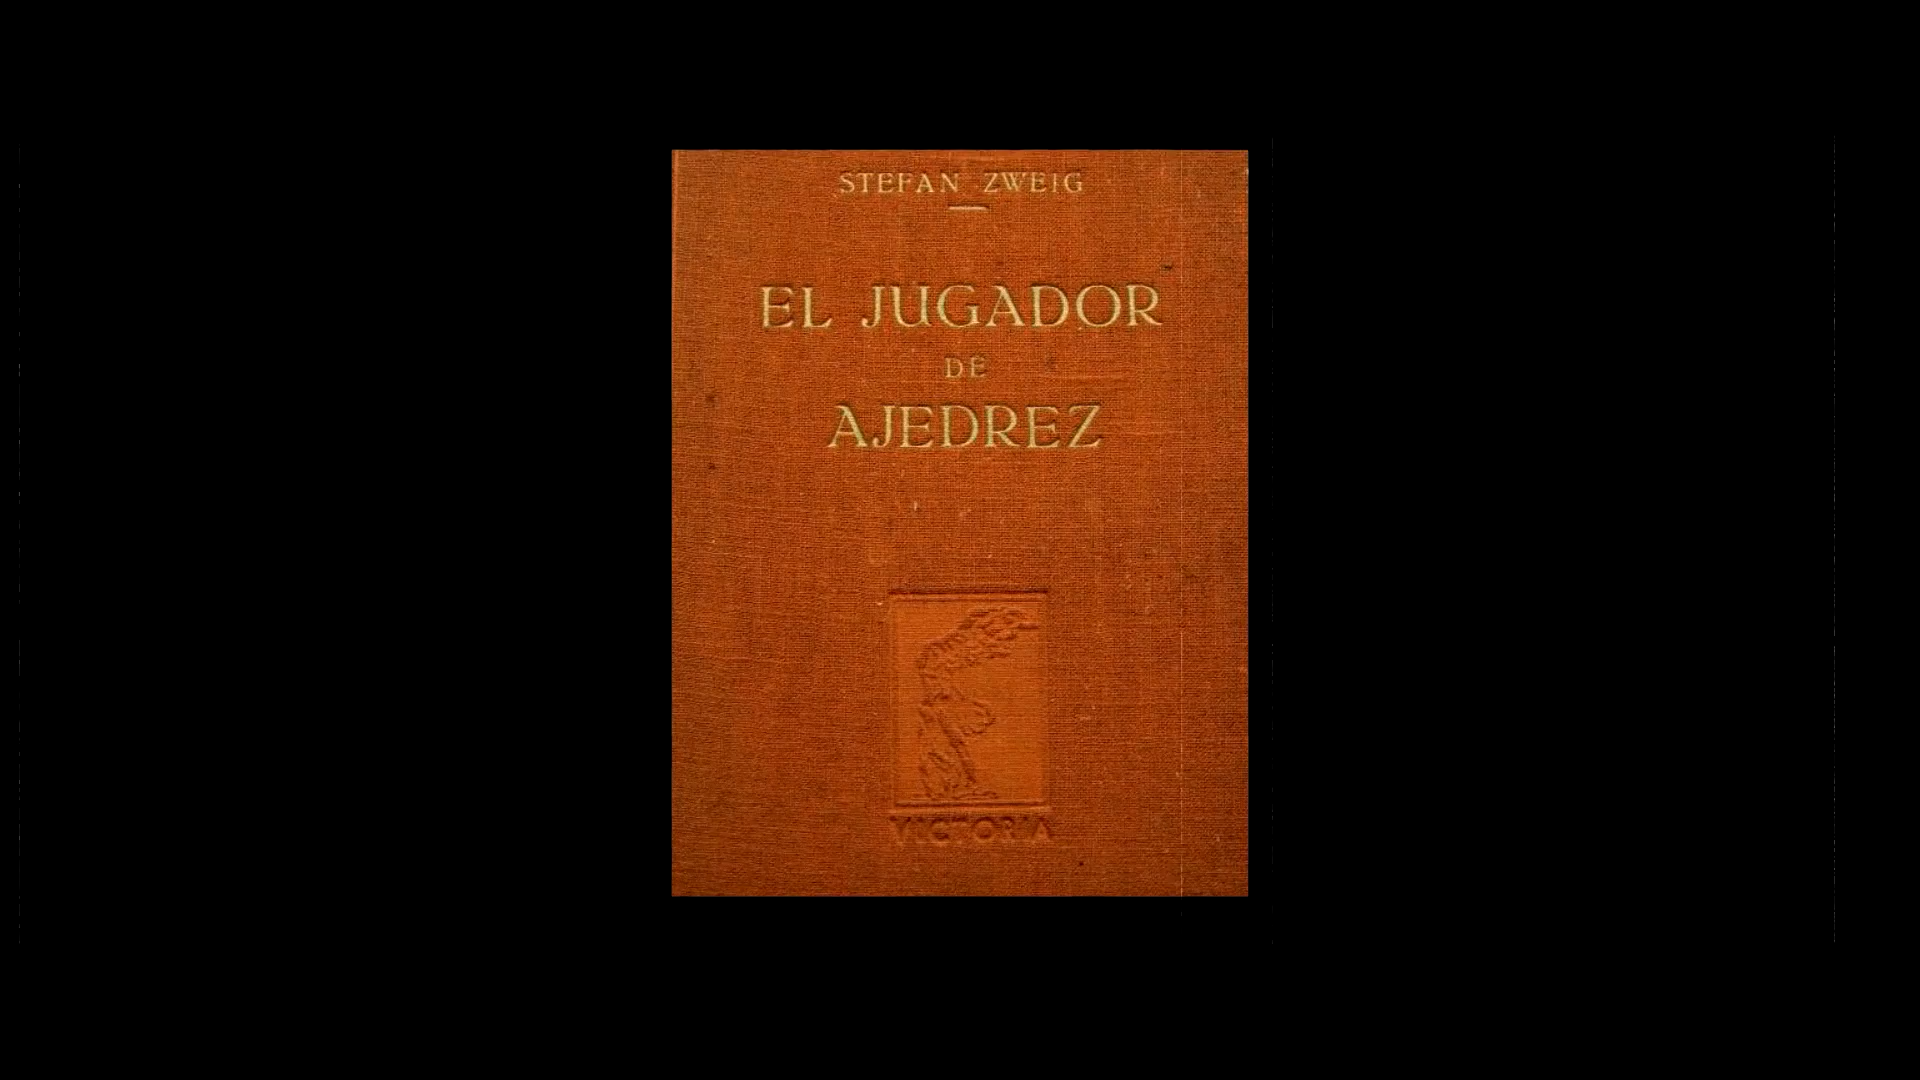 STEFAN ZWEIG
EL JUGADOR
DE
AJEDREZ
VICTORIA